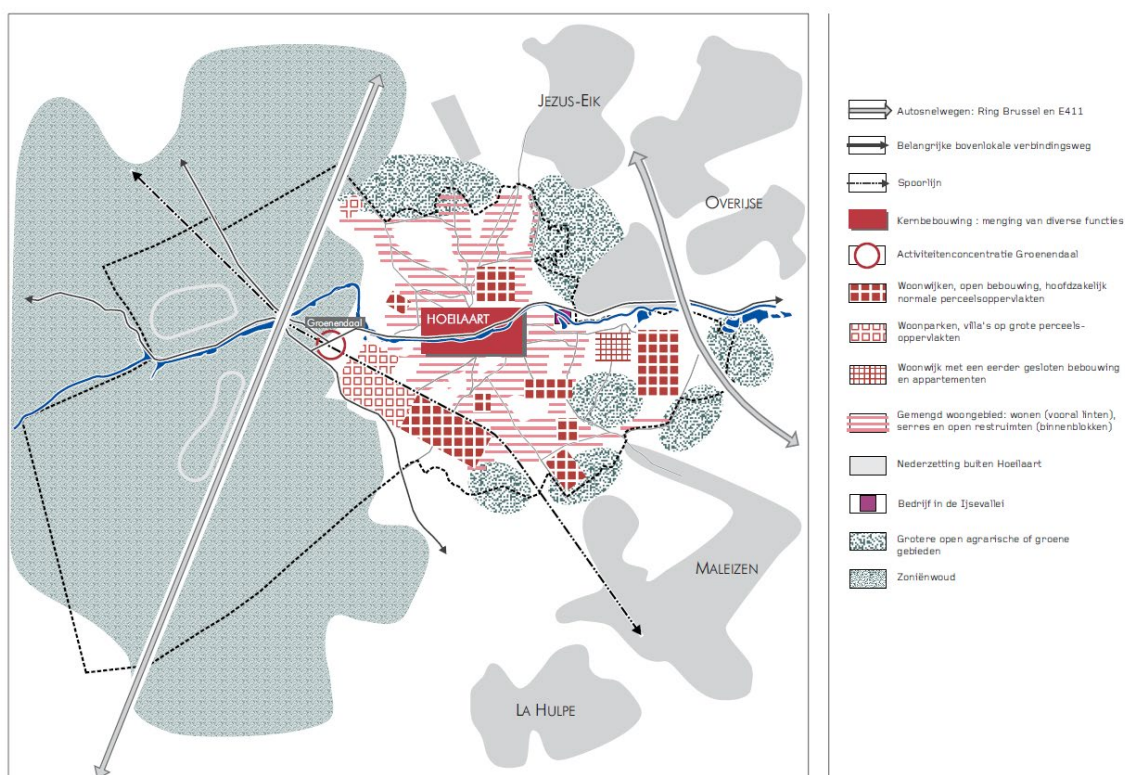 JEZUS-EIK
OVERIJSE
Groenendaal
HOEILAART
MALEIZEN
LA HULPE
Autosnelwegen: Ring Brussel en E411
Belangrijke bovenlokale verbindingsweg
Spoorlijn
Kernbebouwing : menging van diverse functies
Activiteitenconcentratie Groenendaal
Woonwijken, open bebouwing, hoofdzakelijk
normale perceelsoppervlakten
Woonparken, villa's op grote perceels-
oppervlakten
Woonwijk met een eerder gesloten bebouwing
en appartementen
Gemengd woongebied: wonen (vooral linten),
serres en open restruimten (binnenblokken)
Nederzetting buiten Hoeilaart
Bedrijf in de Ijsevallei
Grotere open agrarische of groene
gebieden
Zoniënwoud